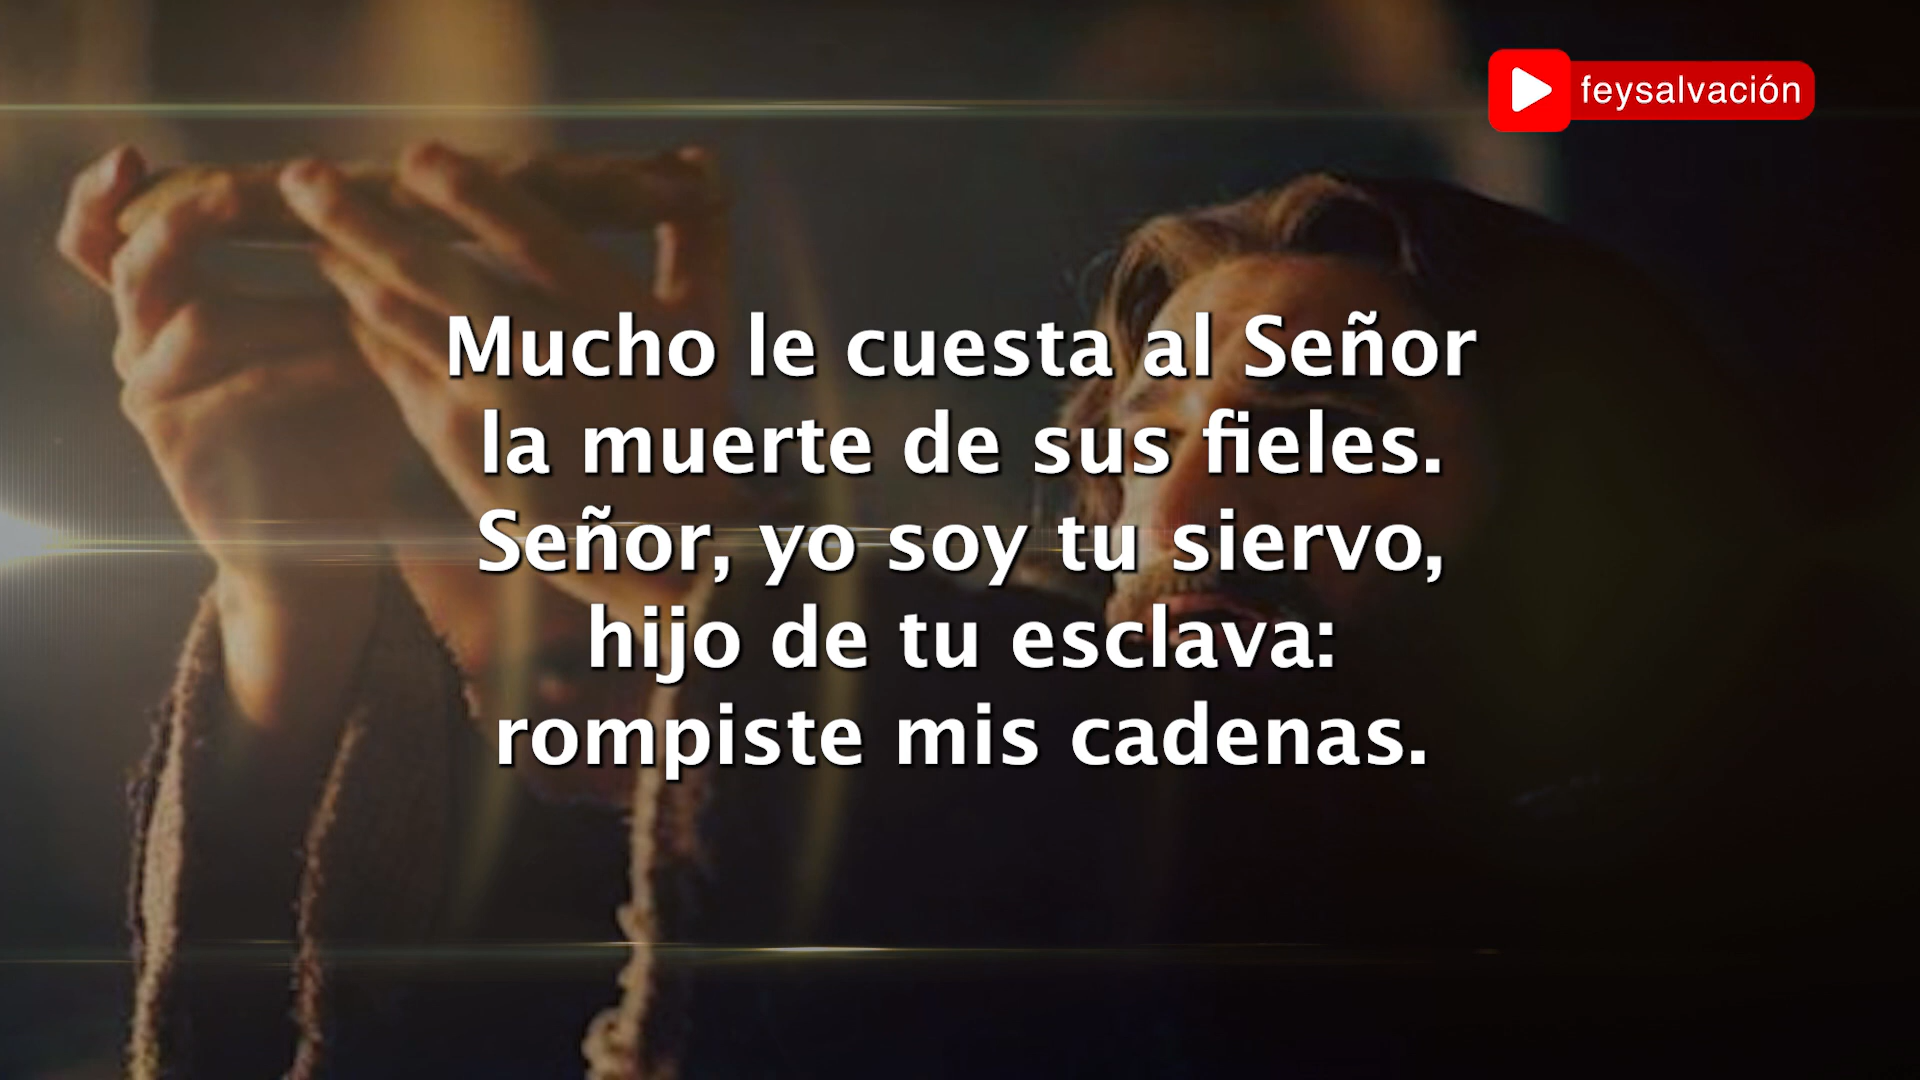 feysalvación
Mucho le cuesta al Señor
la muerte de sus fieles.
Señor, yo soy tu siervo,
hijo de tu esclava:
rompiste mis cadenas.